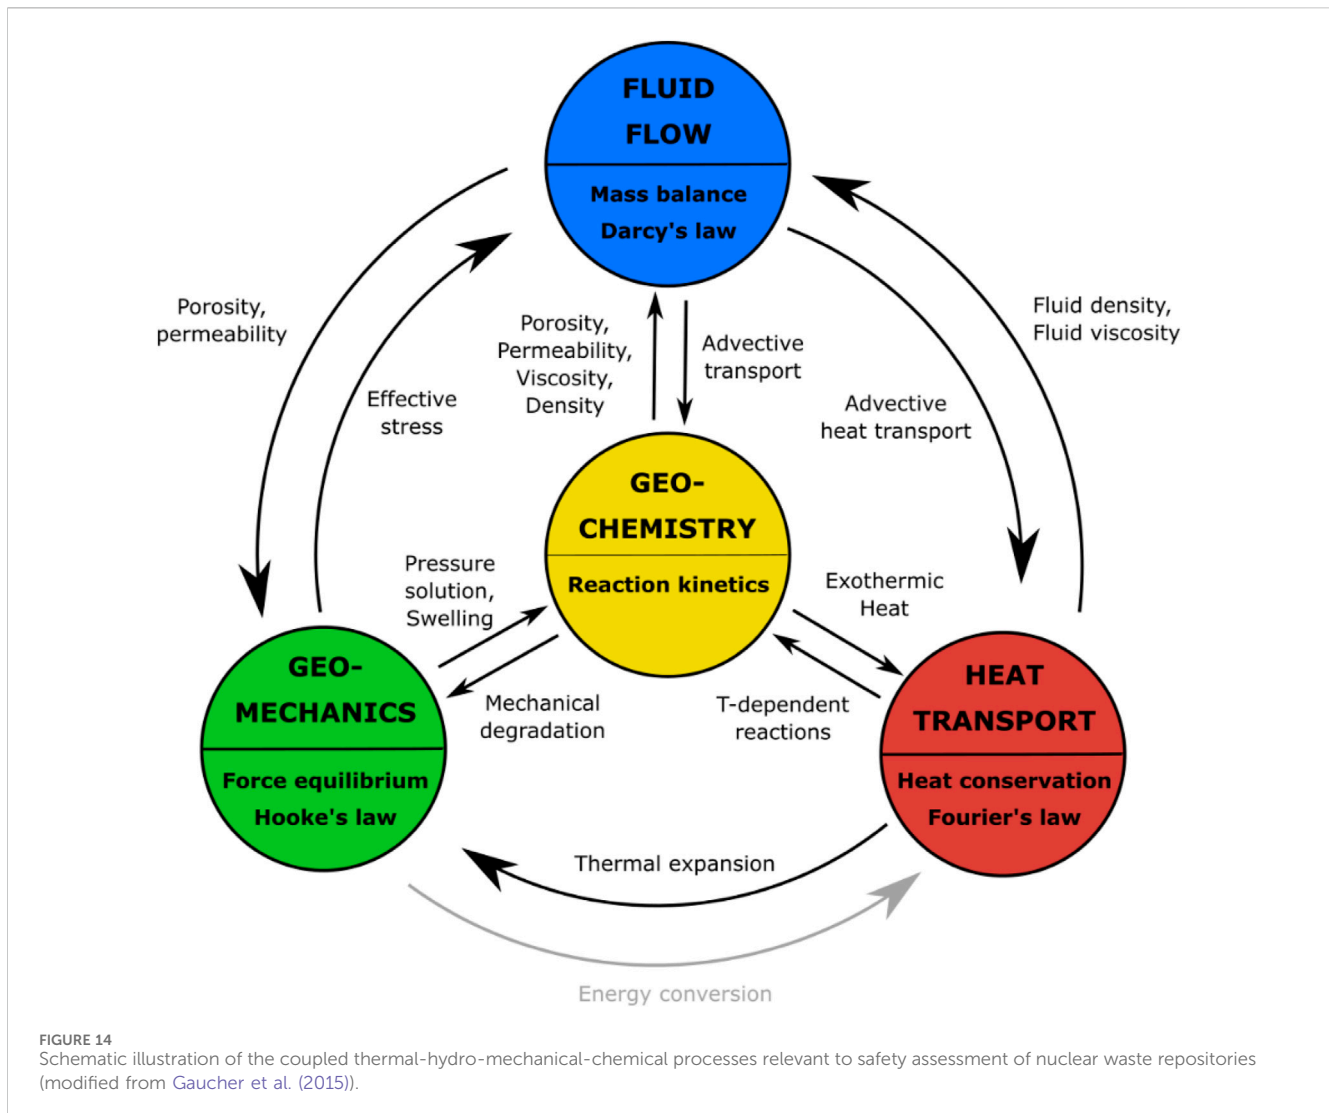 FLUID
FLOW
Mass balance
Darcy's law
Porosity,
permeability
Effective
stress
Porosity,
Permeability,
Viscosity,
Density
Advective
transport
Advective
heat transport
Fluid density,
Fluid viscosity
GEO-
CHEMISTRY
Reaction kinetics
Pressure
solution,
Swelling
Mechanical
degradation
Exothermic
Heat
T-dependent
reactions
GEO-
MECHANICS
Force equilibrium
Hooke's law
HEAT
TRANSPORT
Heat conservation
Fourier's law
Thermal expansion
Energy conversion
FIGURE 14
Schematic illustration of the coupled thermal-hydro-mechanical-chemical processes relevant to safety assessment of nuclear waste repositories
(modified from Gaucher et al. (2015)).